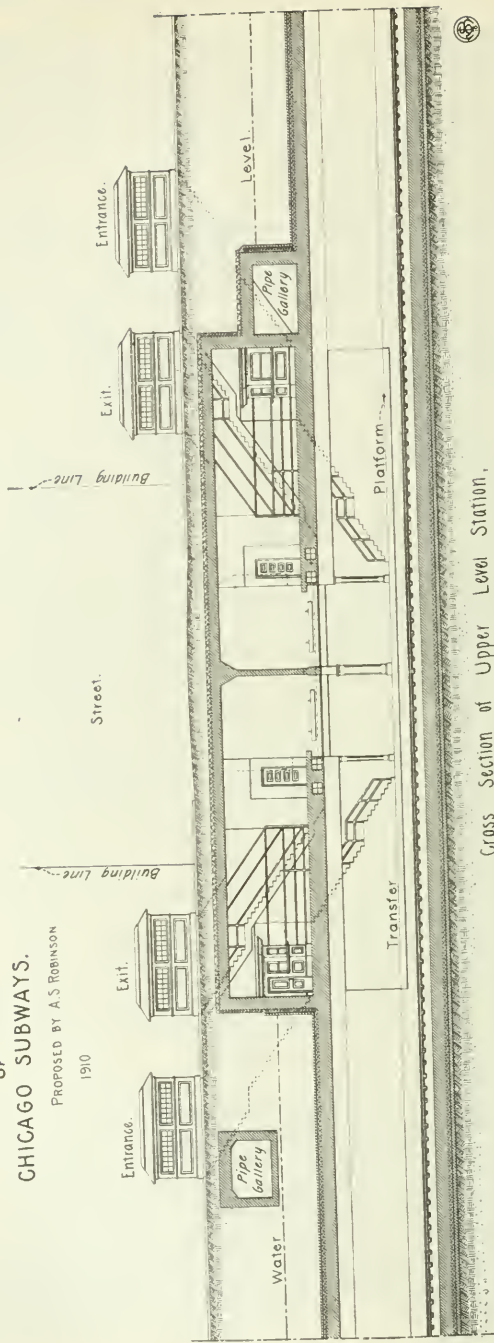 OF
CHICAGO SUBWAYS.
PROPOSED BY A.S. ROBINSON
1910
Street.
Building Line
Building Line
Entrance.
Exit.
Exit.
Entrance.
Pipe
Gallery
Pipe
Gallery
Water
Level.
Transfer
Platform
Cross Section of Upper Level Station,